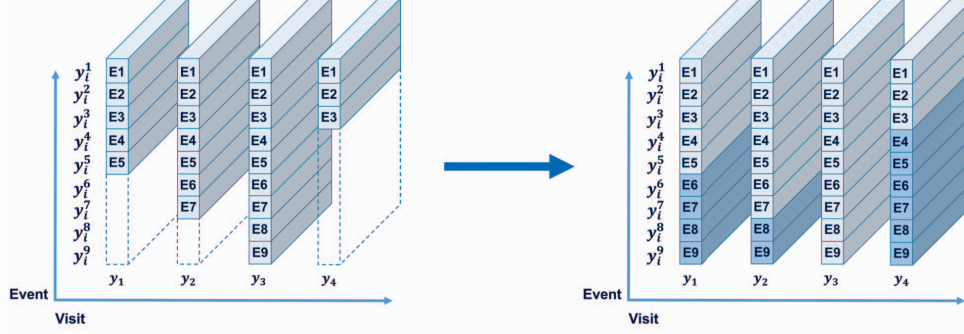 y_i^1 E1 E1 E1 E1 y_i^1 E1 E1 E1 E1
y_i^2 E2 E2 E2 E2 y_i^2 E2 E2 E2 E2
y_i^3 E3 E3 E3 E3 y_i^3 E3 E3 E3 E3
y_i^4 E4 E4 E4 y_i^4 E4 E4 E4 E4
y_i^5 E5 E5 E5 y_i^5 E5 E5 E5 E5
y_i^6 E6 E6 y_i^6 E6 E6 E6 E6
y_i^7 E7 E7 y_i^7 E7 E7 E7 E7
y_i^8 E8 y_i^8 E8 E8 E8 E8
y_i^9 E9 y_i^9 E9 E9 E9 E9
y_1 y_2 y_3 y_4 y_1 y_2 y_3 y_4
Event Event
Visit Visit